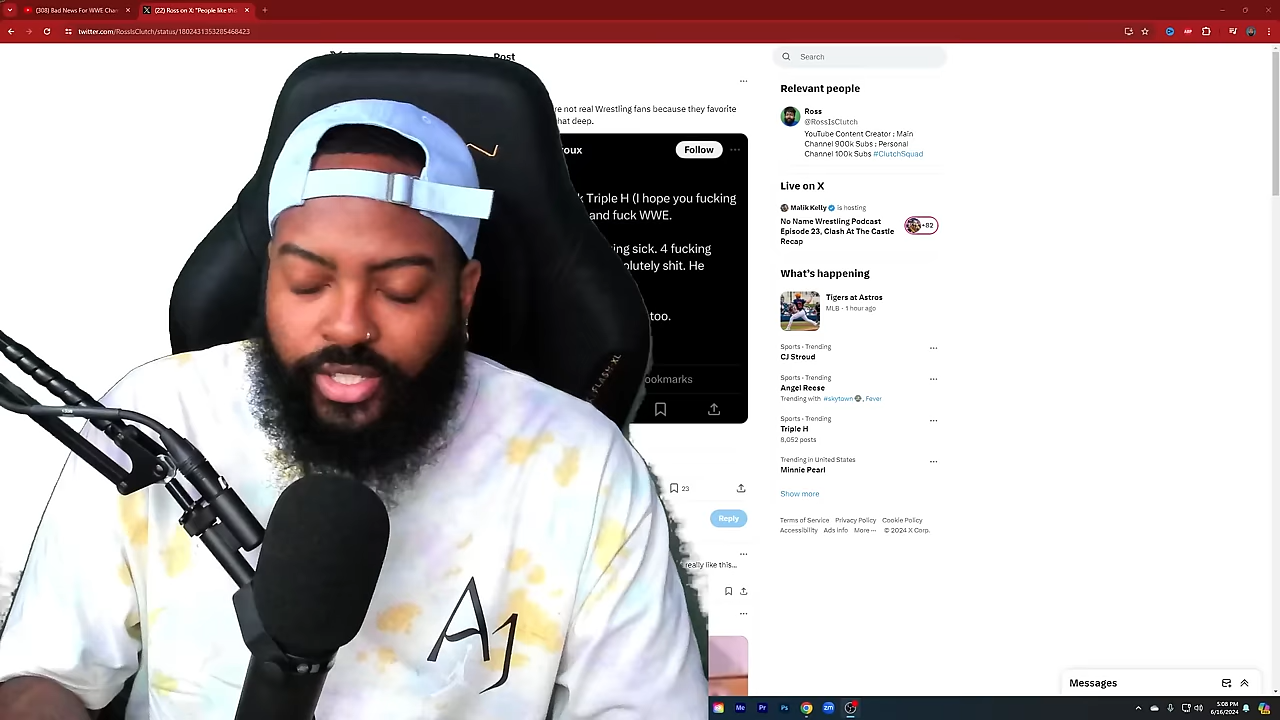 (308) Bad News For WWE Cha
(22) Ross on X: "People like thi
twitter.com/RossIsClutch/status/1802431353285468423
Post
Search
re not real Wrestling fans because they favorite
hat deep.
roux
Follow
k Triple H (I hope you fucking
and fuck WWE.
ing sick. 4 fucking
olutely shit. He
too.
ookmarks
23
Reply
really like this...
Relevant people
Ross
@RossIsClutch
YouTube Content Creator ; Main
Channel 900k Subs ; Personal
Channel 100k Subs #ClutchSquad
Live on X
Malik Kelly is hosting
No Name Wrestling Podcast
Episode 23, Clash At The Castle
Recap
+82
What's happening
Tigers at Astros
MLB · 1 hour ago
Sports · Trending
CJ Stroud
Sports · Trending
Angel Reese
Trending with #skytown, Fever
Sports · Trending
Triple H
8,052 posts
Trending in United States
Minnie Pearl
Show more
Terms of Service Privacy Policy Cookie Policy
Accessibility Ads info More ··· © 2024 X Corp.
FLASH XL
AJ
Messages
5:08 PM
6/16/2024